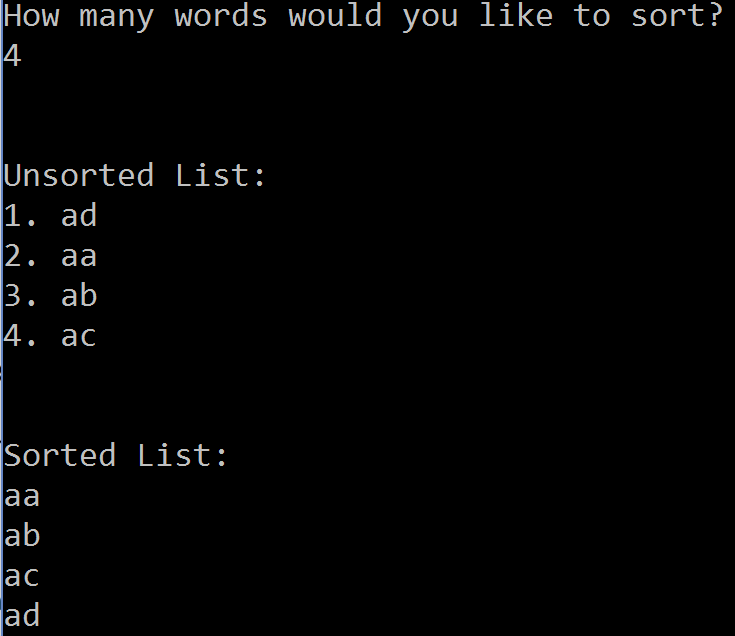 How many words would you like to sort?
4
Unsorted List:
1. ad
2. aa
3. ab
4. ac
Sorted List:
aa
ab
ac
ad